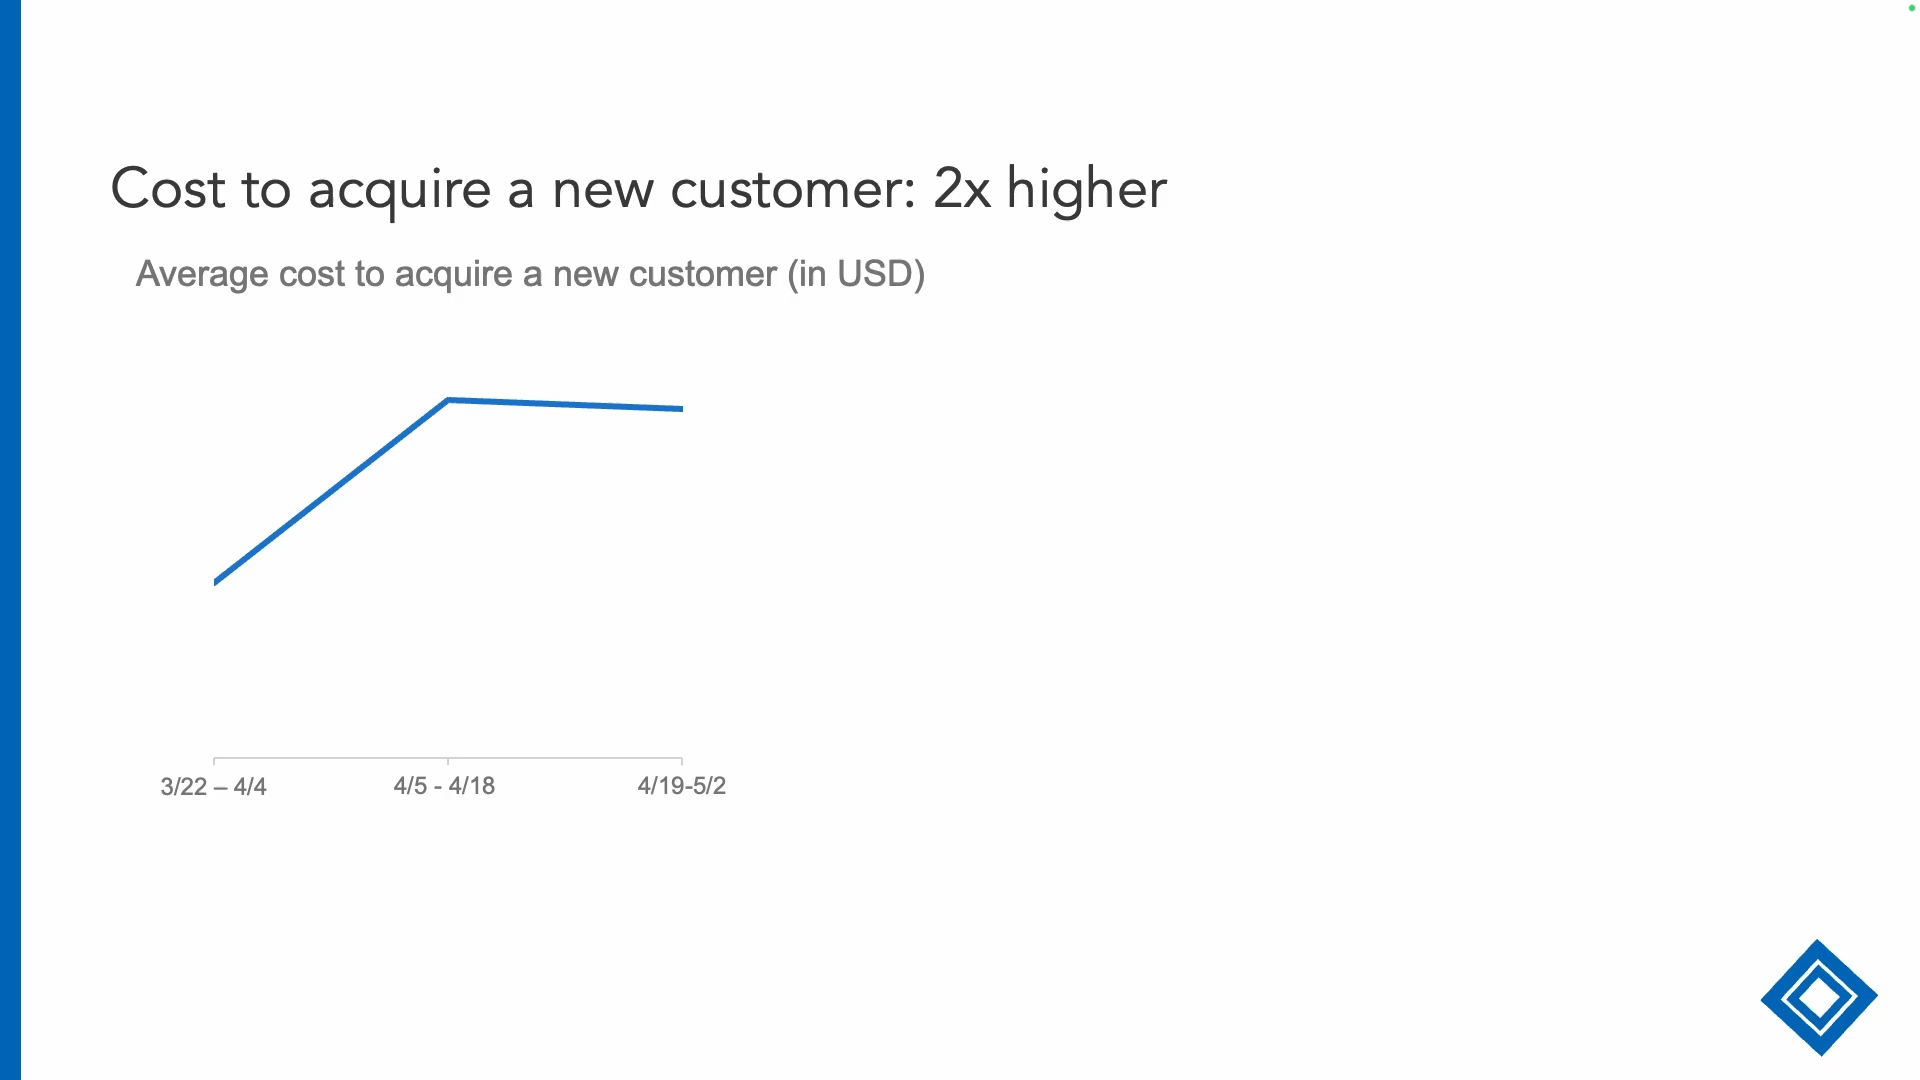 Cost to acquire a new customer: 2x higher
Average cost to acquire a new customer (in USD)
3/22 – 4/4
4/5 - 4/18
4/19-5/2